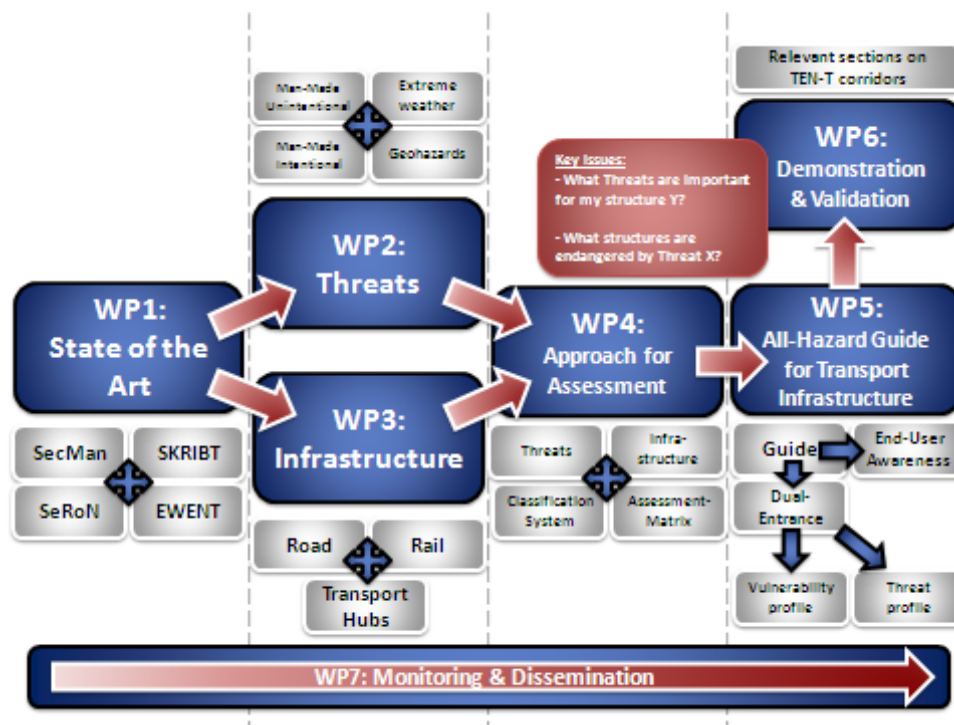 Relevant sections on
TEN-T corridors
Man-Made
Unintentional
Extreme
weather
Man-Made
Intentional
Geohazards
WP6:
Demonstration
& Validation
Key Issues:
- What Threats are important
for my structure Y?
- What structures are
endangered by Threat X?
WP2:
Threats
WP1:
State of the
Art
WP4:
Approach for
Assessment
WP5:
All-Hazard Guide
for Transport
Infrastructure
WP3:
Infrastructure
SecMan
SKRIBT
SeRoN
EWENT
Threats
Infra-
structure
Classification
System
Assessment-
Matrix
Guide
End-User
Awareness
Dual-
Entrance
Vulnerability
profile
Threat
profile
Road
Rail
Transport
Hubs
WP7: Monitoring & Dissemination